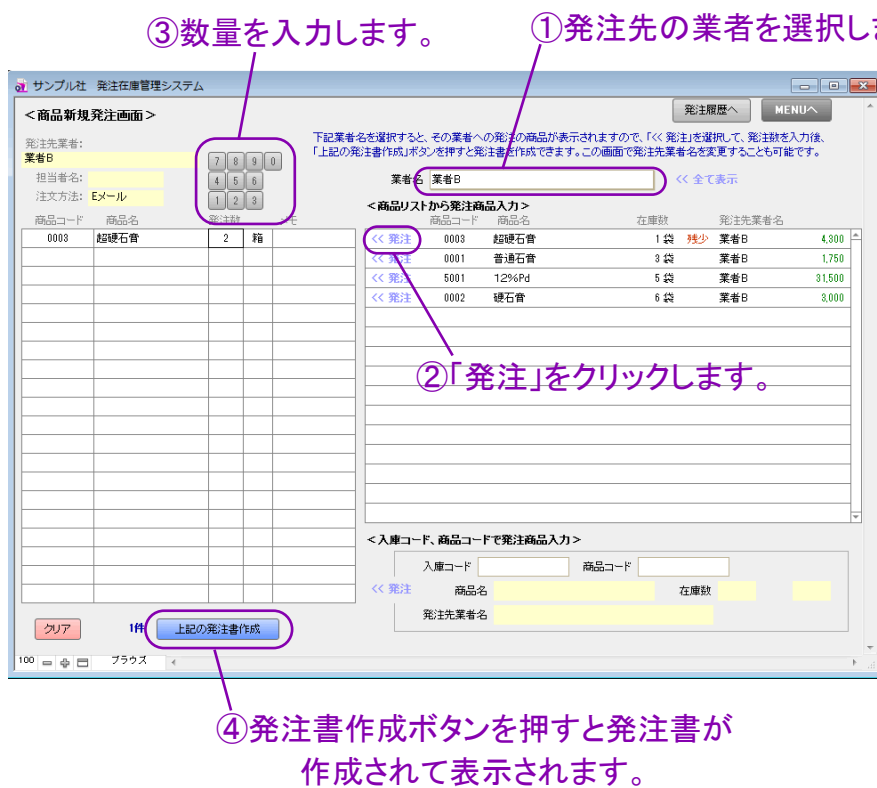 ③数量を入力します。
①発注先の業者を選択し
サンプル社 発注在庫管理システム
＜商品新規発注画面＞
発注履歴へ
MENUへ
発注先業者:
業者B
担当者名:
注文方法: Eメール
7 8 9 0
4 5 6
1 2 3
下記業者名を選択すると、その業者への発注の商品が表示されますので、「<< 発注」を選択して、発注数を入力後、
「上記の発注書作成」ボタンを押すと発注書を作成できます。この画面で発注先業者名を変更することも可能です。
業者名 業者B << 全て表示
＜商品リストから発注商品入力＞
商品コード 商品名 発注数 メモ
0003 超硬石膏 2 箱
商品コード 商品名 在庫数 発注先業者名
<< 発注 0003 超硬石膏 1 袋 残少 業者B 4,300
<< 発注 0001 普通石膏 3 袋 業者B 1,750
<< 発注 5001 12%Pd 5 袋 業者B 31,500
<< 発注 0002 硬石膏 6 袋 業者B 3,000
②「発注」をクリックします。
＜入庫コード、商品コードで発注商品入力＞
入庫コード 商品コード
<< 発注 商品名 在庫数
発注先業者名
クリア 1件 上記の発注書作成
100 ブラウズ
④発注書作成ボタンを押すと発注書が
作成されて表示されます。